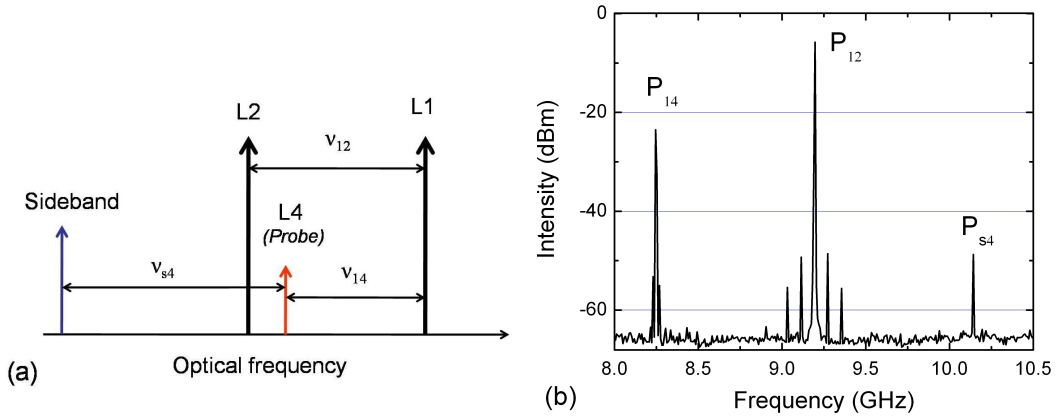 L2
L1
ν12
Sideband
L4
(Probe)
νs4
ν14
Optical frequency
(a)
0
-20
-40
-60
Intensity (dBm)
P14
P12
Ps4
8.0 8.5 9.0 9.5 10.0 10.5
Frequency (GHz)
(b)